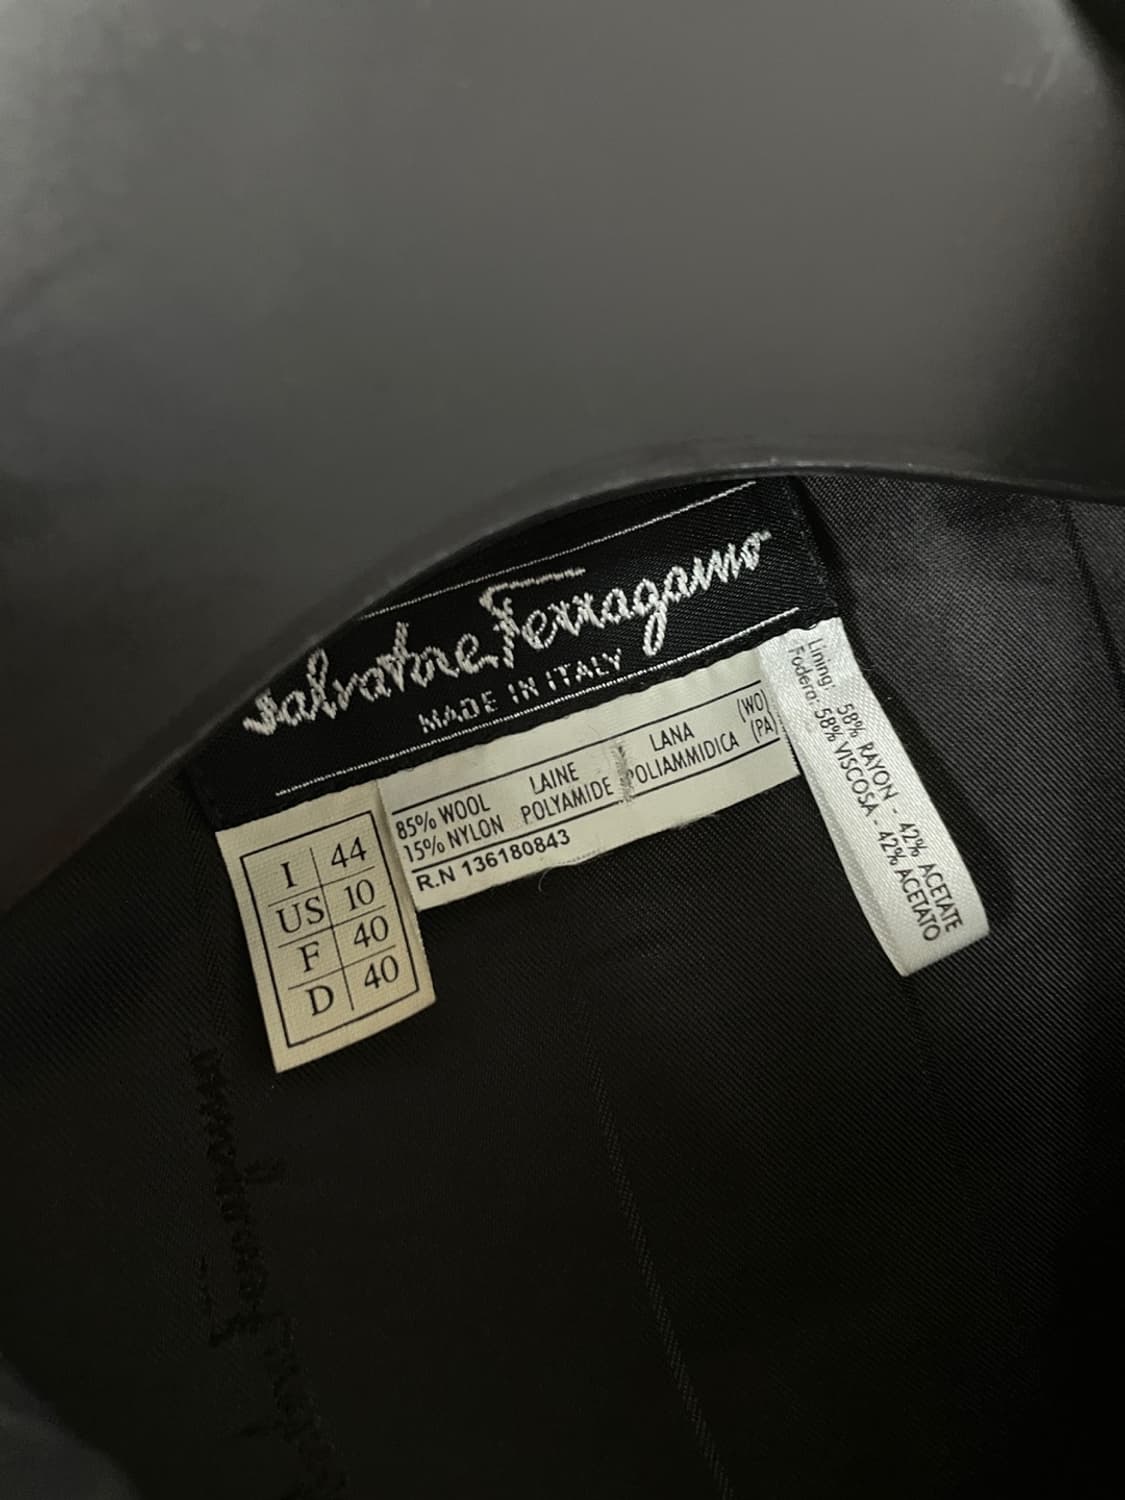 Salvatore Ferragamo
MADE IN ITALY
I 44
US 10
F 40
D 40
85% WOOL LAINE LANA (WO)
15% NYLON POLYAMIDE POLIAMMIDICA (PA)
R.N 136180843
Lining: 58% RAYON - 42% ACETATE
Fodera: 58% VISCOSA - 42% ACETATO